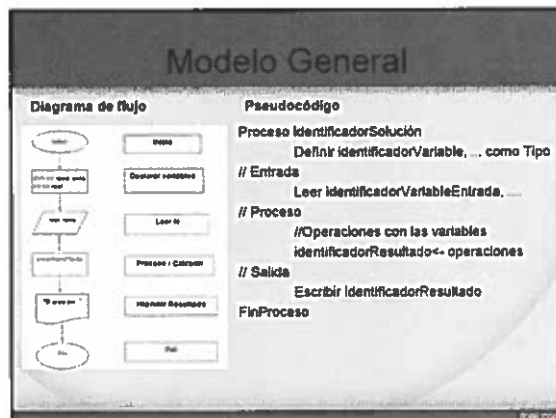 Modelo General
Diagrama de flujo
Inicio
Declarar variables
Leer N
Proceso / Calcular
Imprimir Resultados
Fin
Pseudocódigo
Proceso IdentificadorSolución
Definir identificadorVariable, ... como Tipo
// Entrada
Leer identificadorVariableEntrada, ...
// Proceso
//Operaciones con las variables
identificadorResultado<- operaciones
// Salida
Escribir IdentificadorResultado
FinProceso